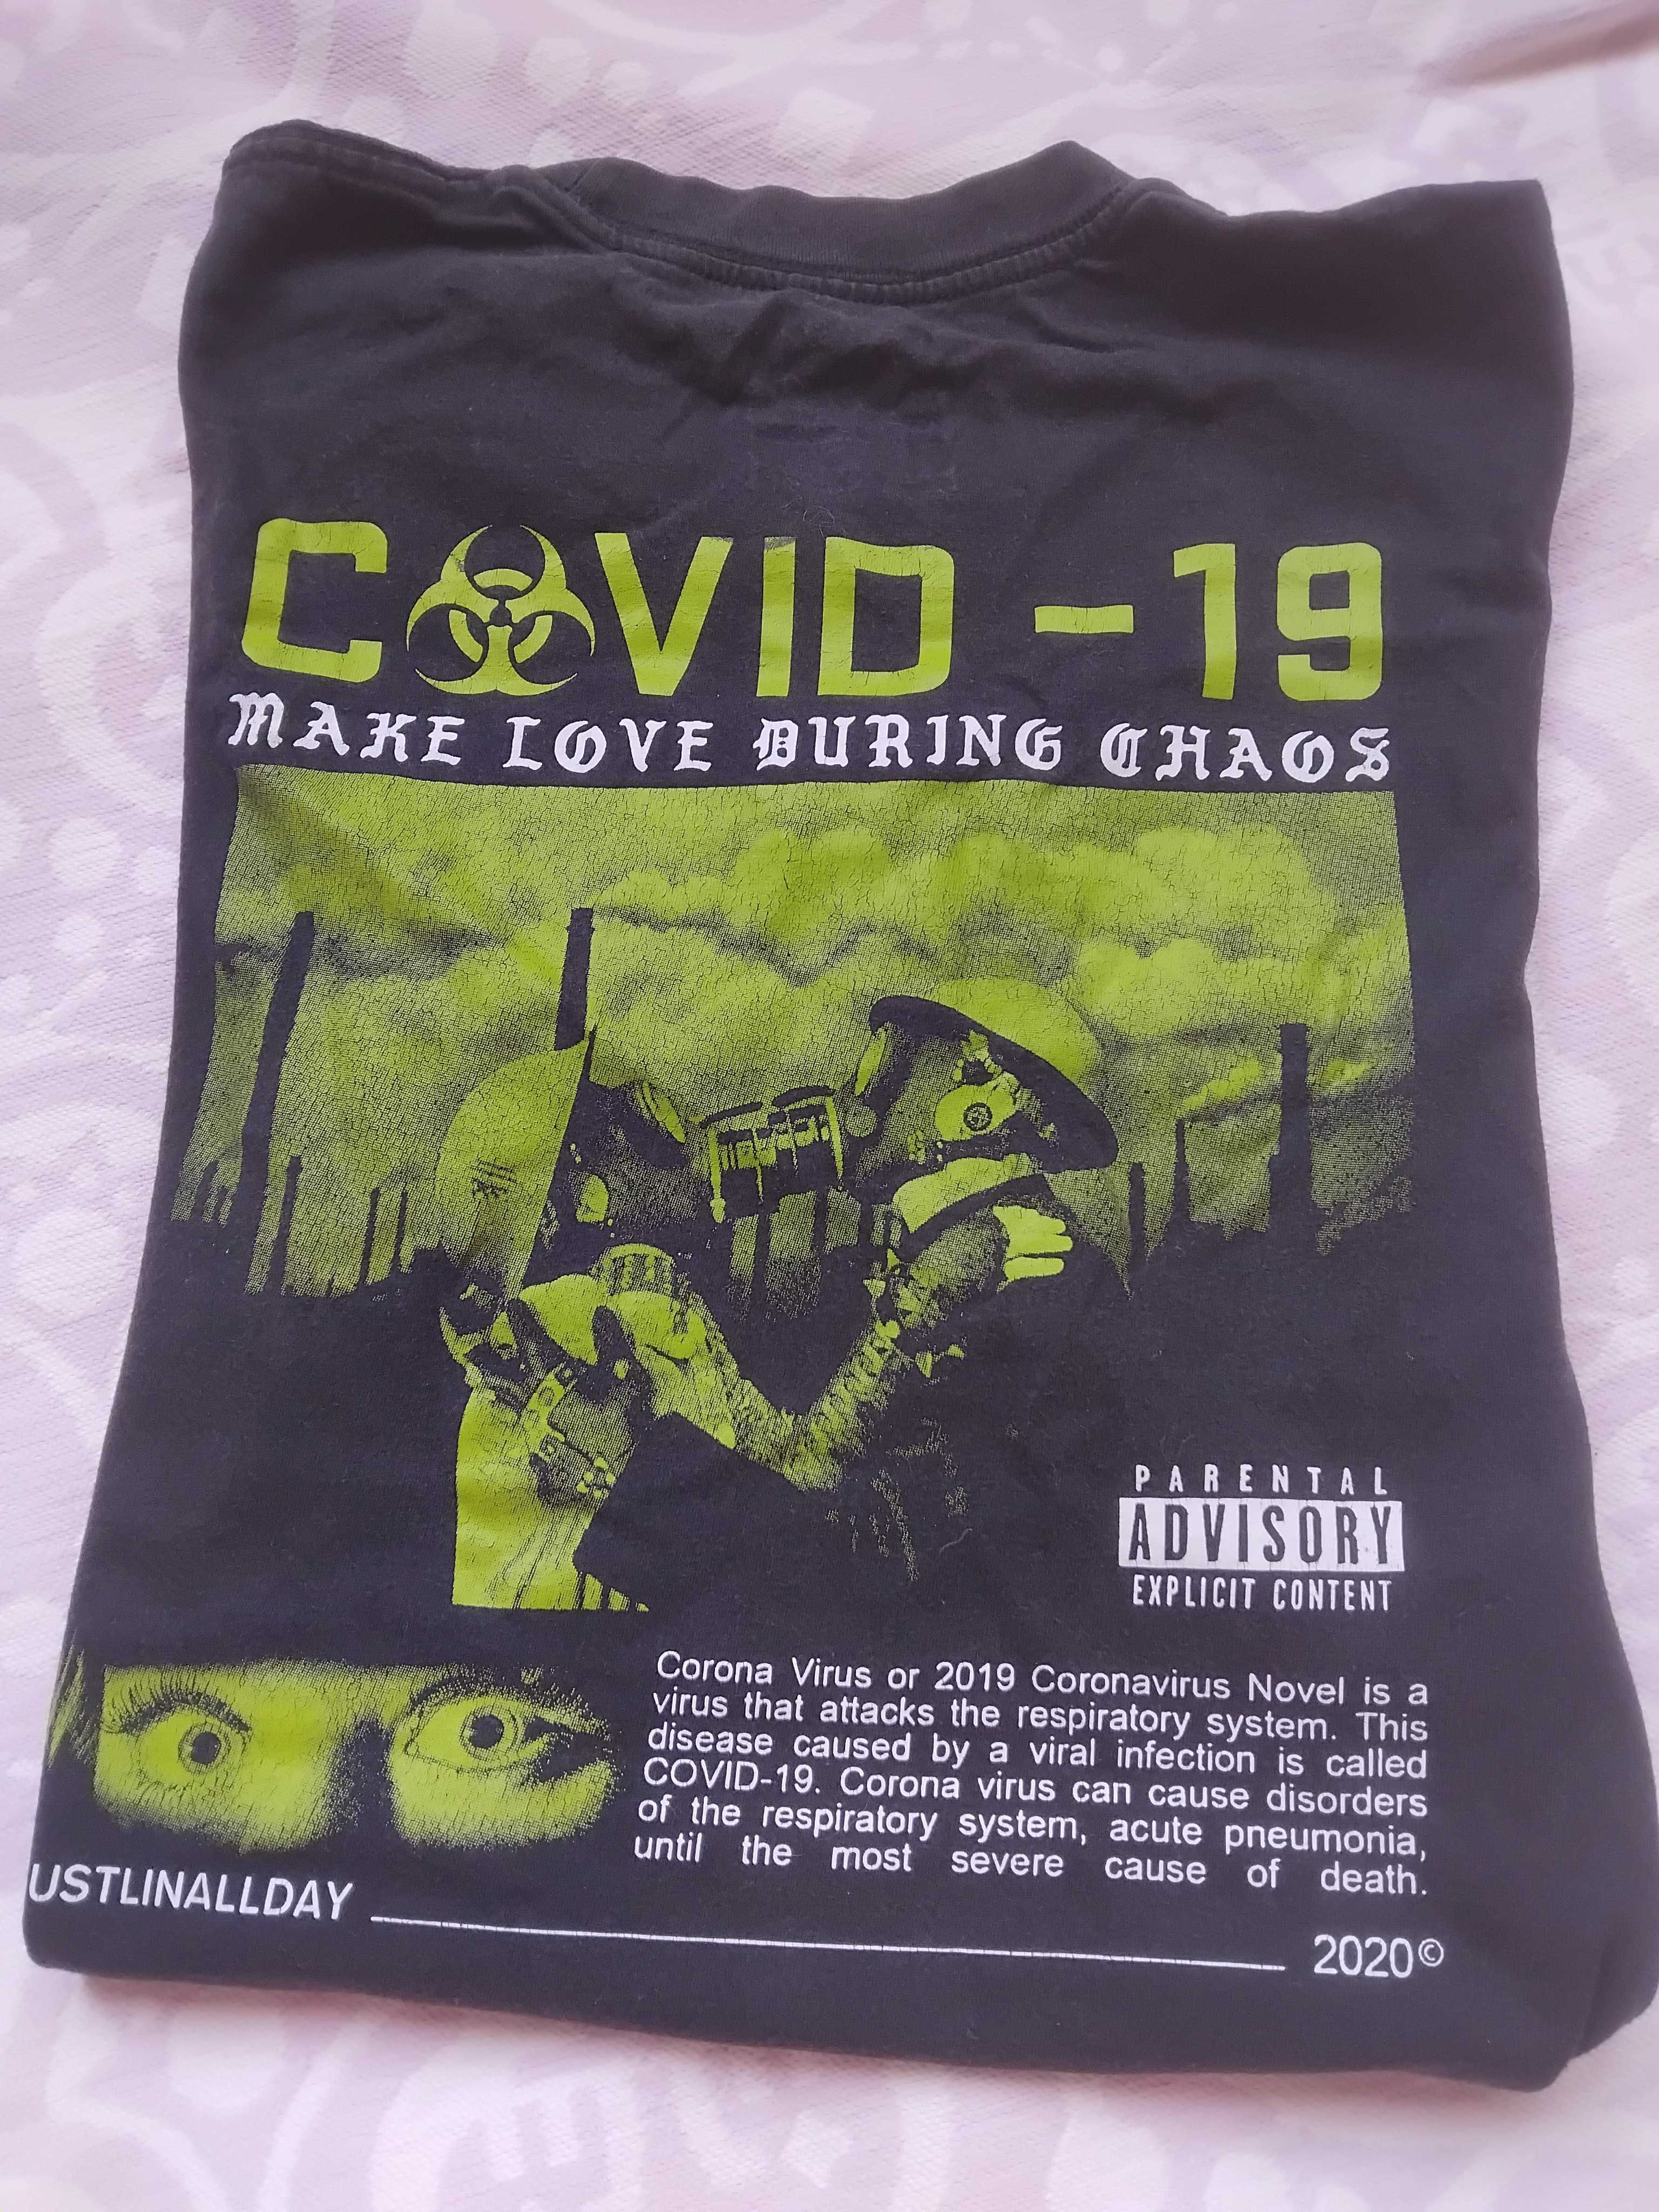 COVID -19
MAKE LOVE DURING CHAOS
PARENTAL
ADVISORY
EXPLICIT CONTENT
Corona Virus or 2019 Coronavirus Novel is a
virus that attacks the respiratory system. This
disease caused by a viral infection is called
COVID-19. Corona virus can cause disorders
of the respiratory system, acute pneumonia,
until the most severe cause of death.
USTLINALLDAY 2020©